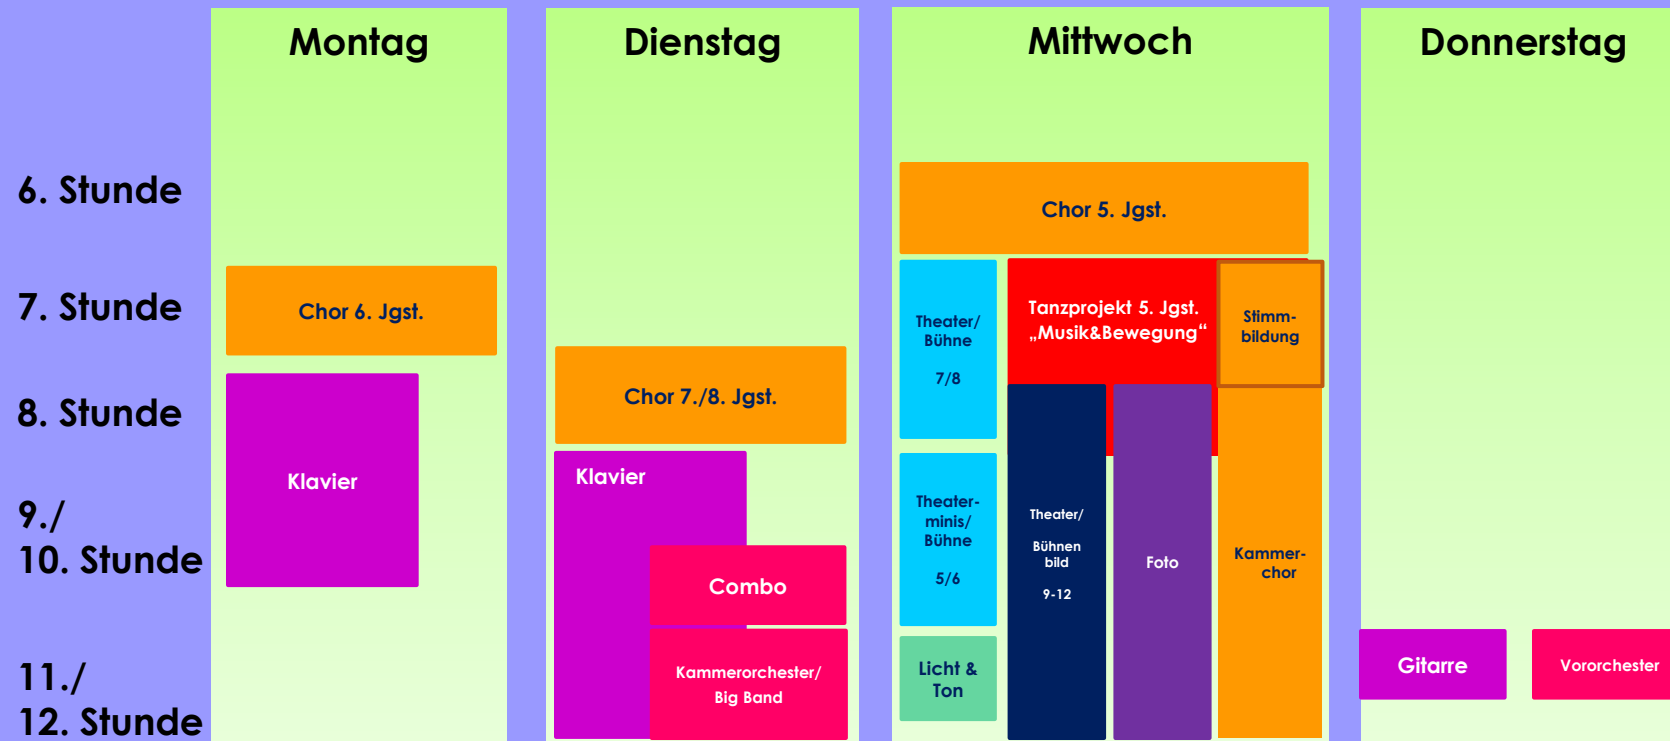 Montag
Dienstag
Mittwoch
Donnerstag
6. Stunde
7. Stunde
8. Stunde
9./
10. Stunde
11./
12. Stunde
Chor 6. Jgst.
Klavier
Chor 7./8. Jgst.
Klavier
Combo
Kammerorchester/
Big Band
Chor 5. Jgst.
Theater/
Bühne
7/8
Tanzprojekt 5. Jgst.
„Musik&Bewegung“
Stimm-
bildung
Theater-
minis/
Bühne
5/6
Theater/
Bühnen
bild
9-12
Foto
Kammer-
chor
Licht &
Ton
Gitarre
Vororchester